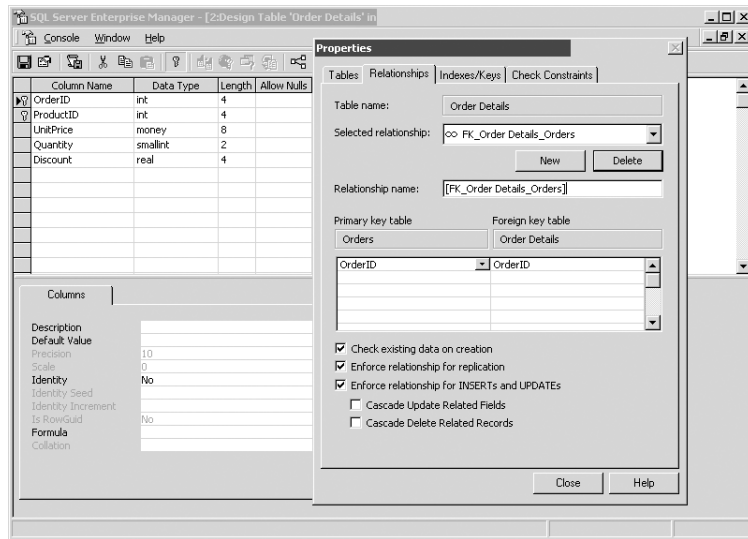 SQL Server Enterprise Manager - [2:Design Table 'Order Details' in
Console Window Help
Column Name Data Type Length Allow Nulls
OrderID int 4
ProductID int 4
UnitPrice money 8
Quantity smallint 2
Discount real 4
Columns
Description
Default Value
Precision 10
Scale 0
Identity No
Identity Seed
Identity Increment
Is RowGuid No
Formula
Collation
Properties
Tables Relationships Indexes/Keys Check Constraints
Table name: Order Details
Selected relationship: FK_Order Details_Orders
New Delete
Relationship name: [FK_Order Details_Orders]
Primary key table Foreign key table
Orders Order Details
OrderID OrderID
Check existing data on creation
Enforce relationship for replication
Enforce relationship for INSERTs and UPDATEs
Cascade Update Related Fields
Cascade Delete Related Records
Close Help